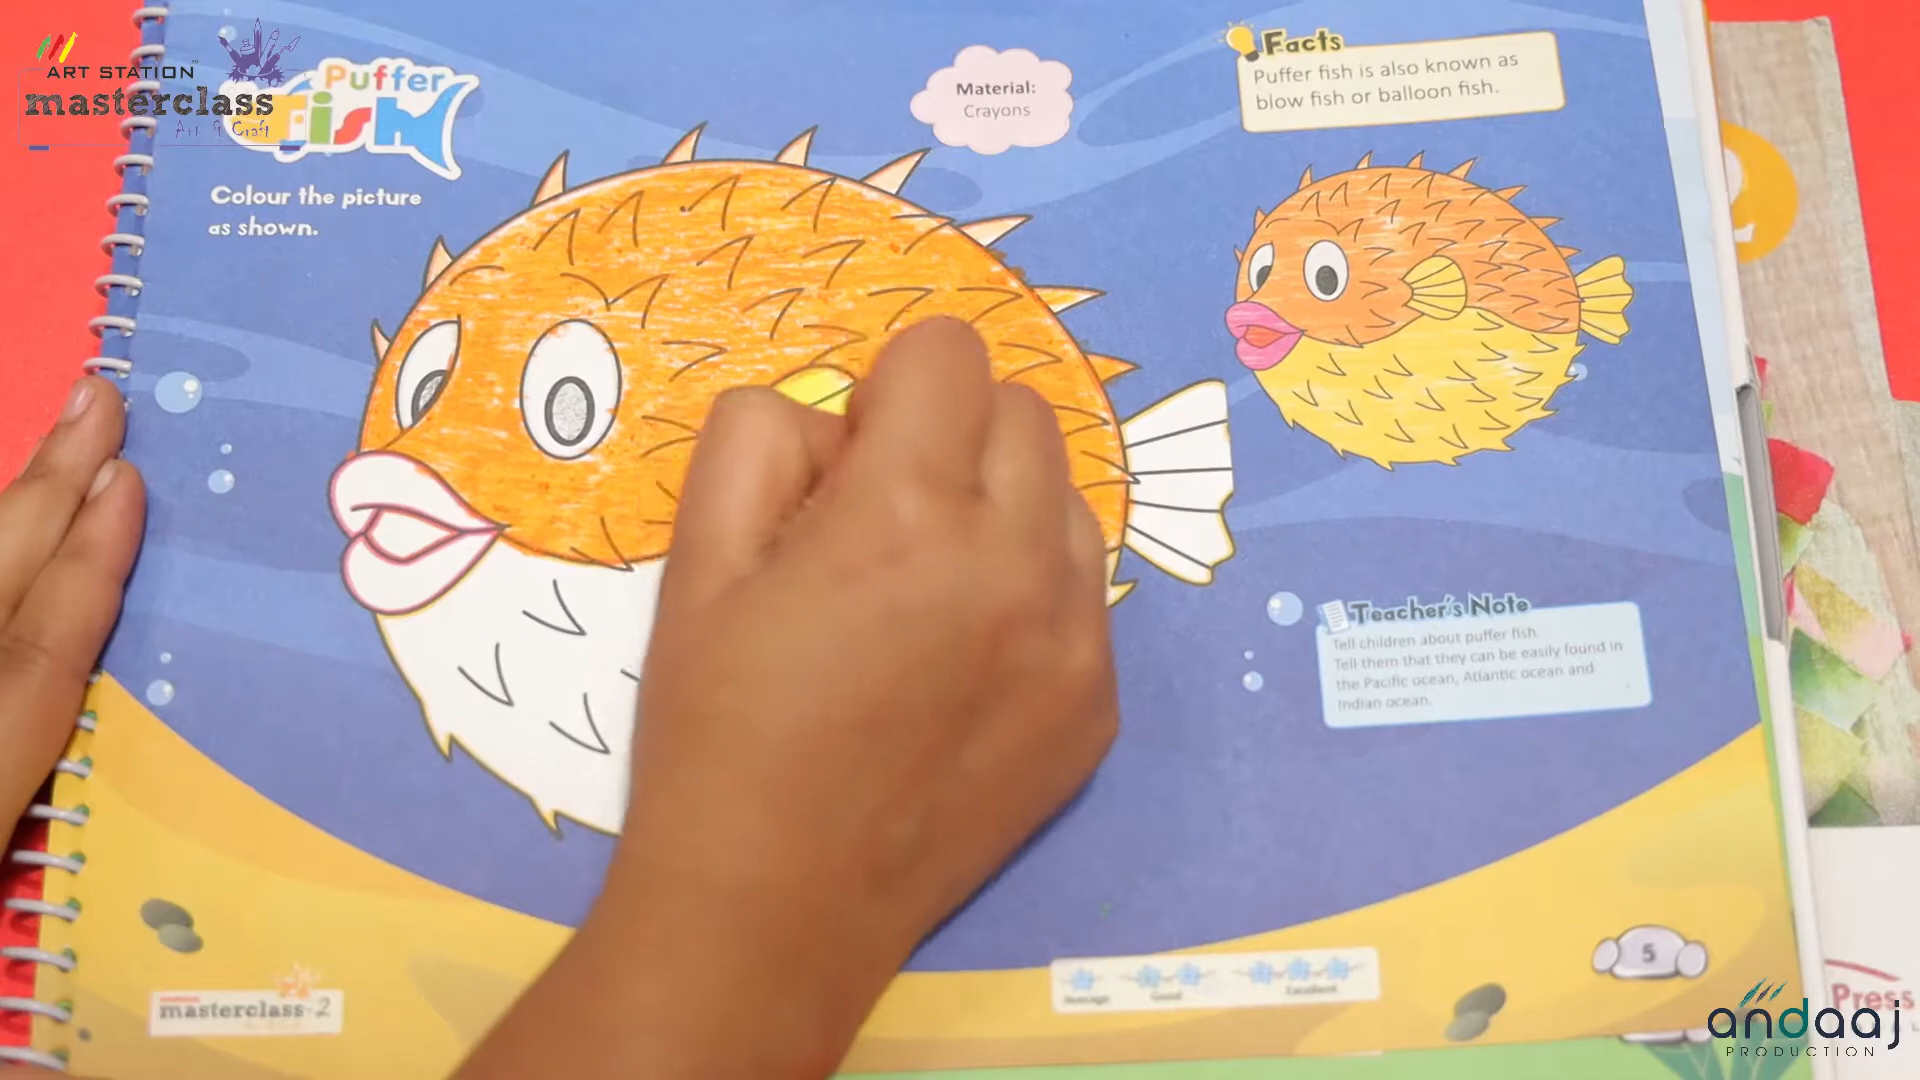 ART STATION
masterclass
Art & Craft
Puffer
Fish
Colour the picture
as shown.
Material:
Crayons
Facts
Puffer fish is also known as
blow fish or balloon fish.
Teacher's Note
Tell children about puffer fish.
Tell them that they can be easily found in
the Pacific ocean, Atlantic ocean and
Indian ocean.
5
masterclass-2
Average Good Excellent
Press
andaaj
PRODUCTION